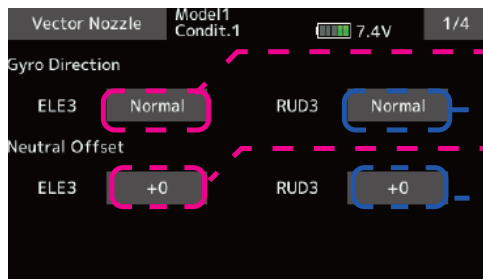 Vector Nozzle Model1 Condit.1 7.4V 1/4
Gyro Direction
ELE3 Normal RUD3 Normal
Neutral Offset
ELE3 +0 RUD3 +0